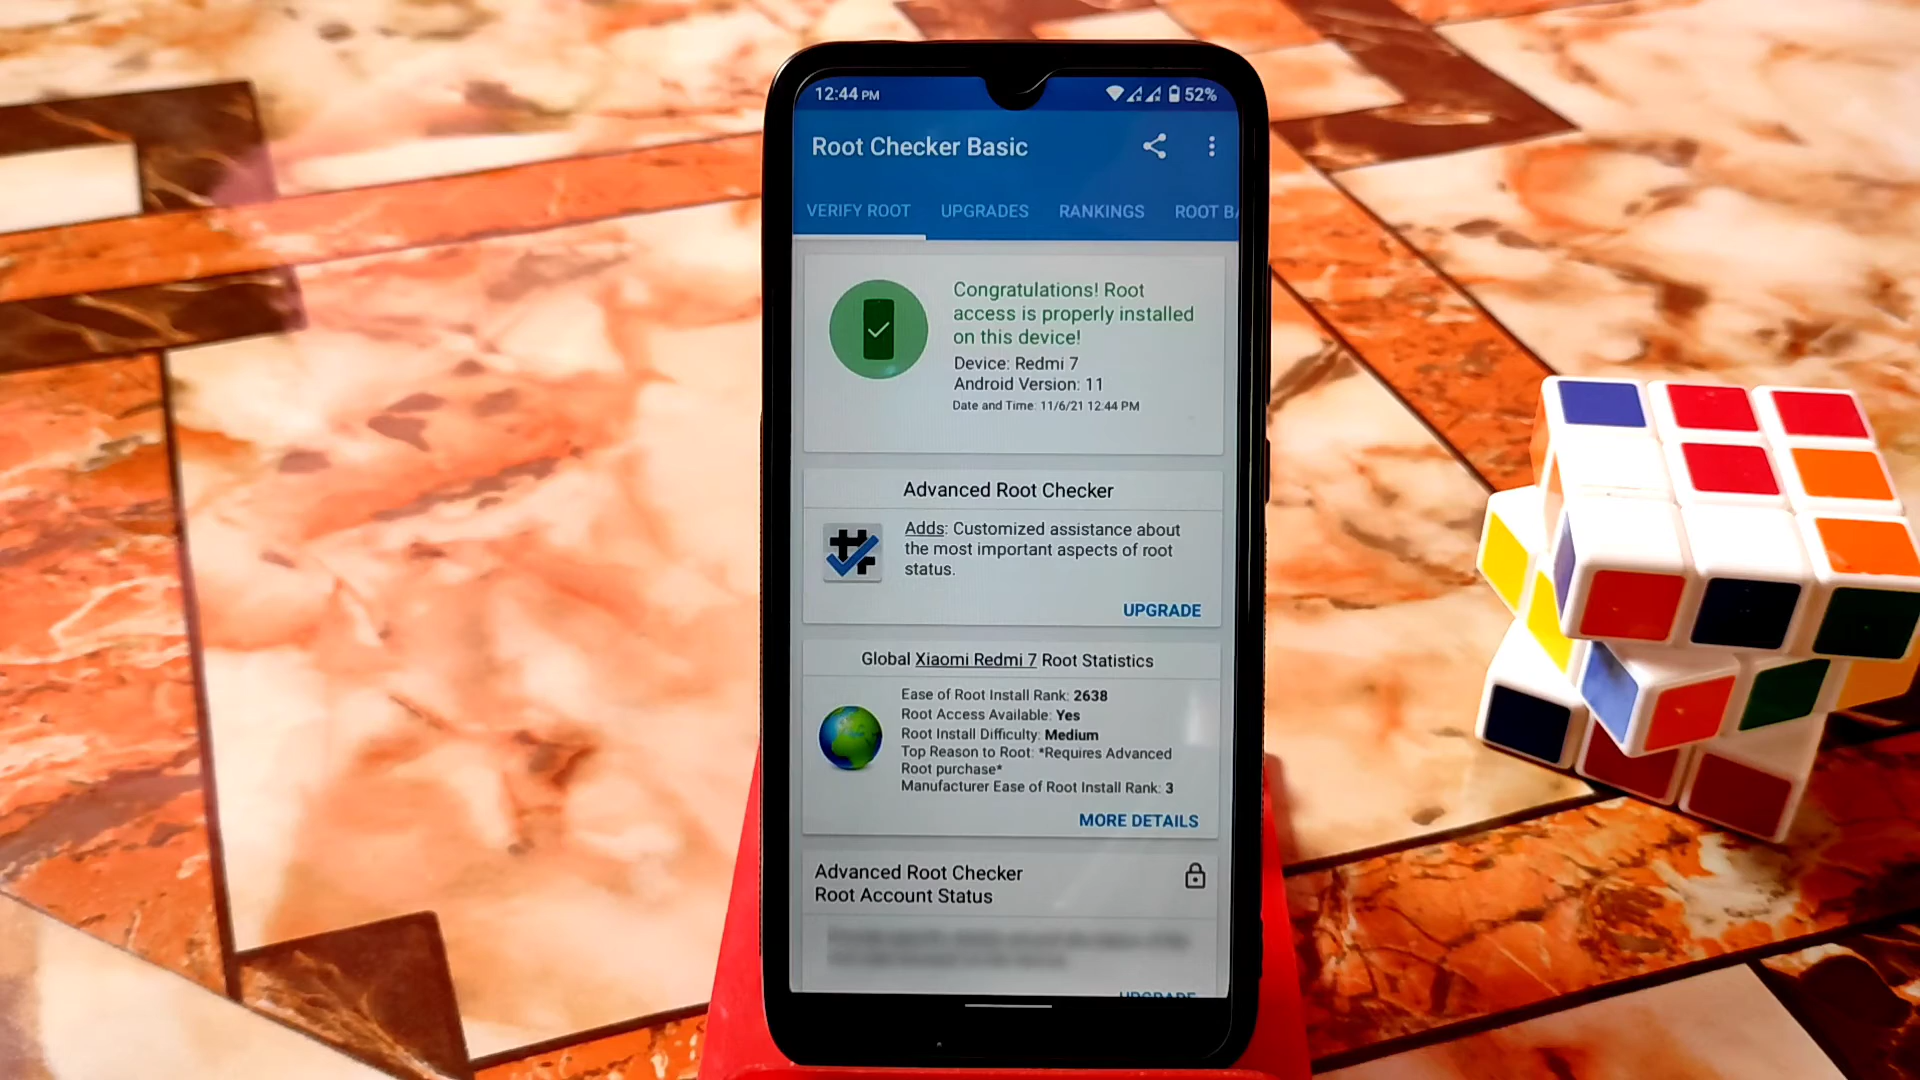 12:44 PM
52%
Root Checker Basic
VERIFY ROOT
UPGRADES
RANKINGS
ROOT BA
Congratulations! Root
access is properly installed
on this device!
Device: Redmi 7
Android Version: 11
Date and Time: 11/6/21 12:44 PM
Advanced Root Checker
Adds: Customized assistance about
the most important aspects of root
status.
UPGRADE
Global Xiaomi Redmi 7 Root Statistics
Ease of Root Install Rank: 2638
Root Access Available: Yes
Root Install Difficulty: Medium
Top Reason to Root: *Requires Advanced
Root purchase*
Manufacturer Ease of Root Install Rank: 3
MORE DETAILS
Advanced Root Checker
Root Account Status
UPGRADE